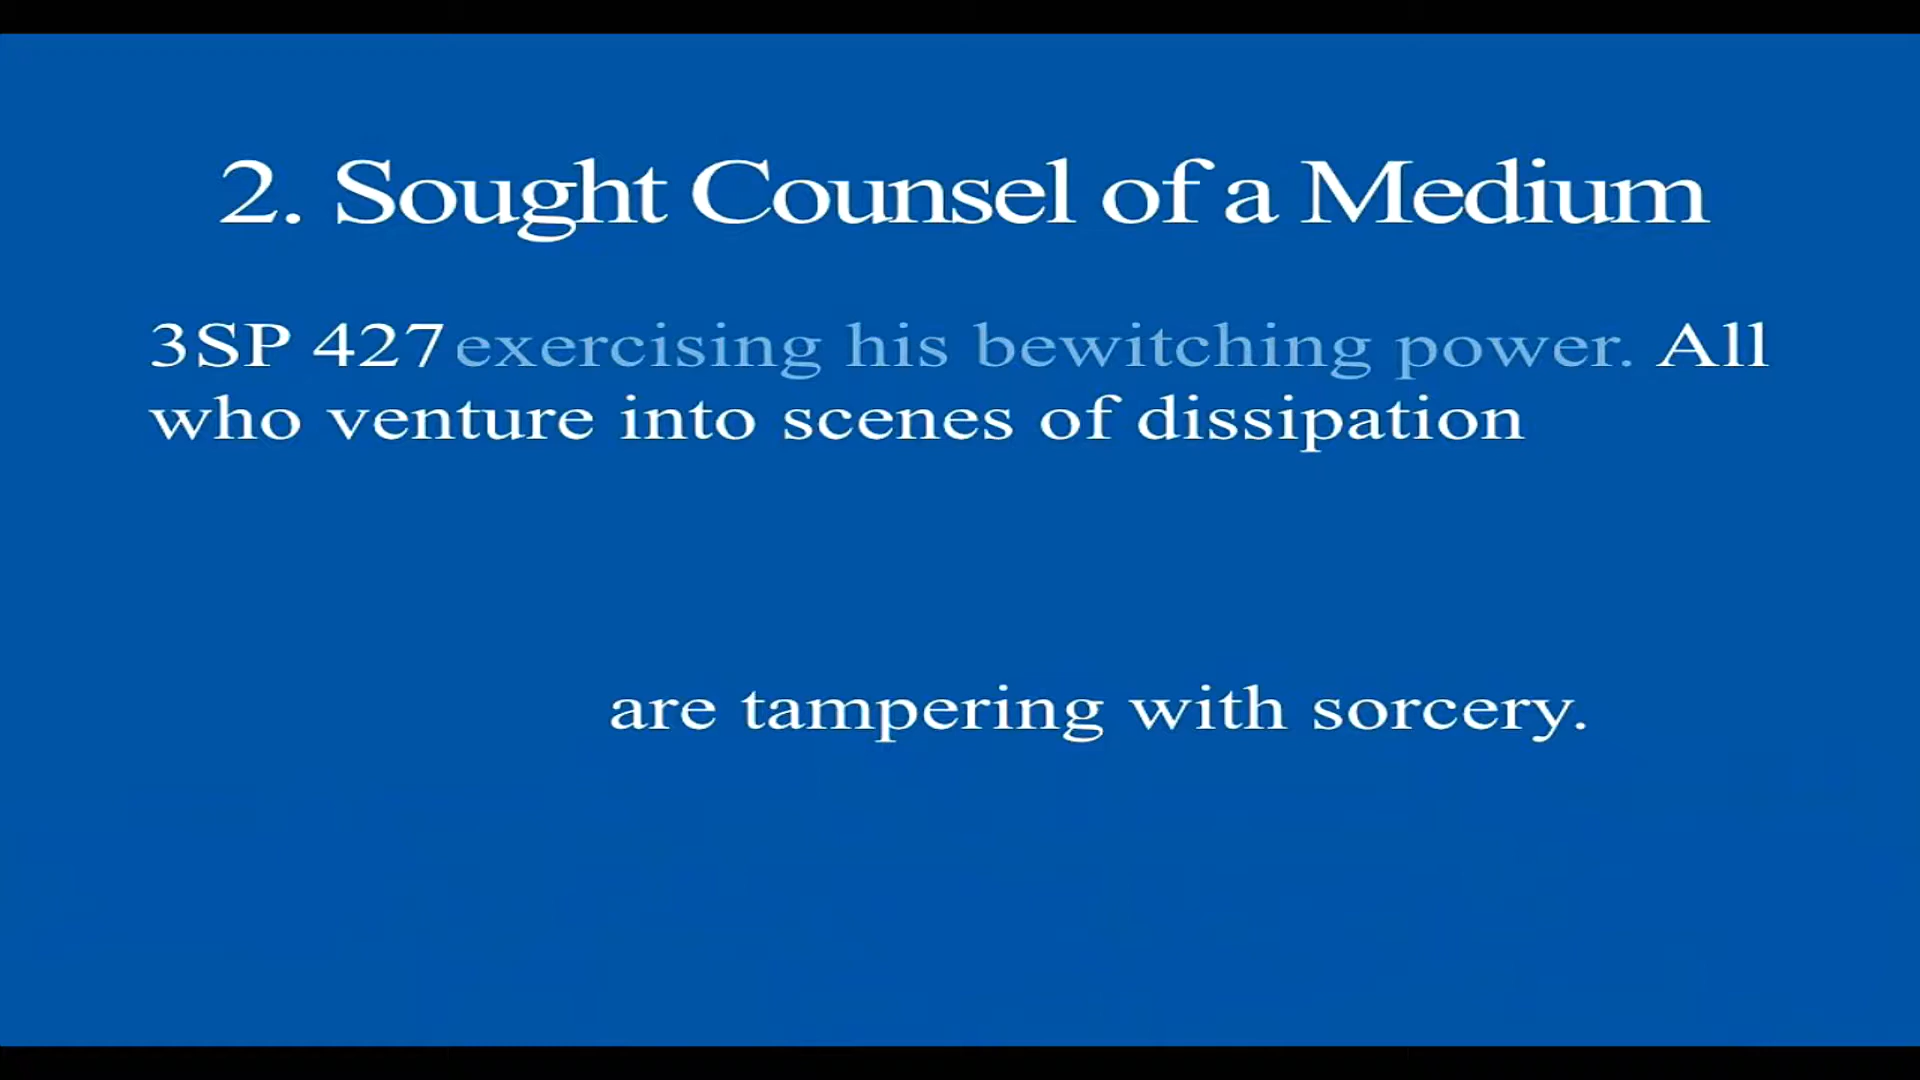 2. Sought Counsel of a Medium
3SP 427 exercising his bewitching power. All
who venture into scenes of dissipation
are tampering with sorcery.